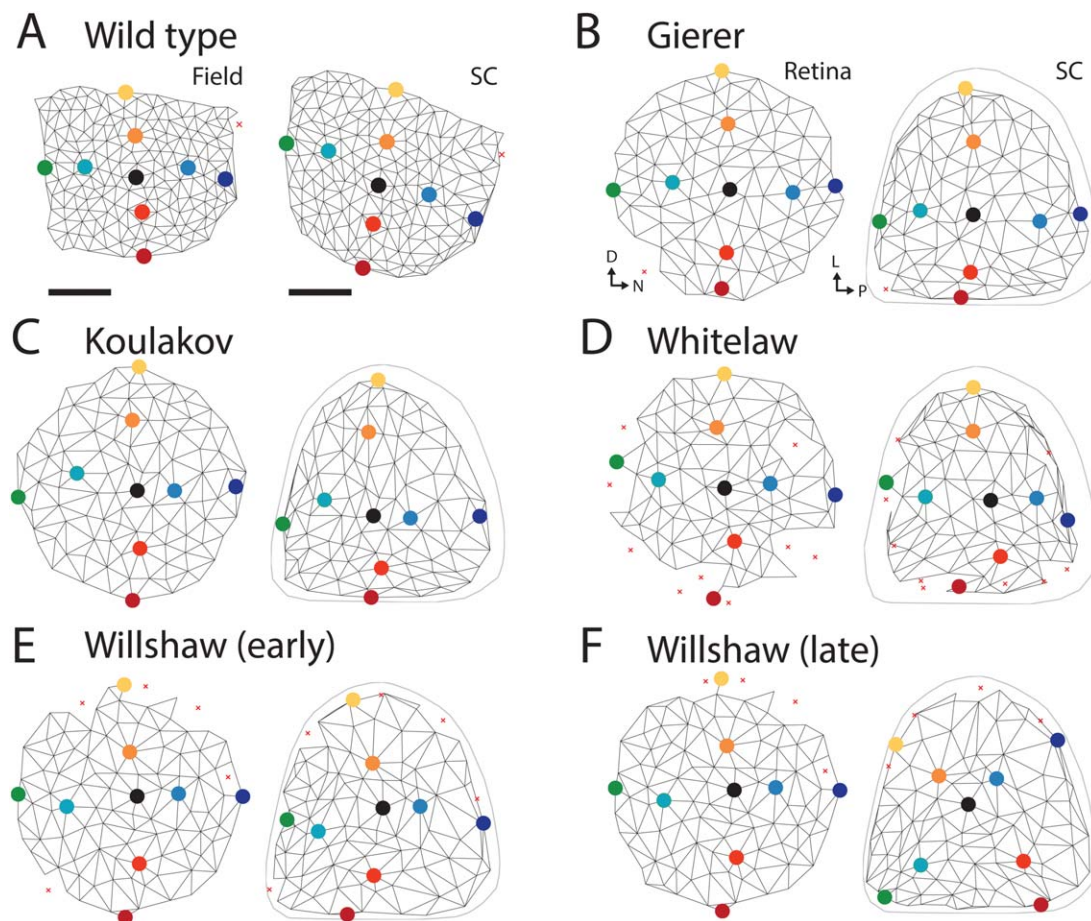 A Wild type
Field
SC
B Gierer
Retina
SC
D
N
L
P
C Koulakov
D Whitelaw
E Willshaw (early)
F Willshaw (late)